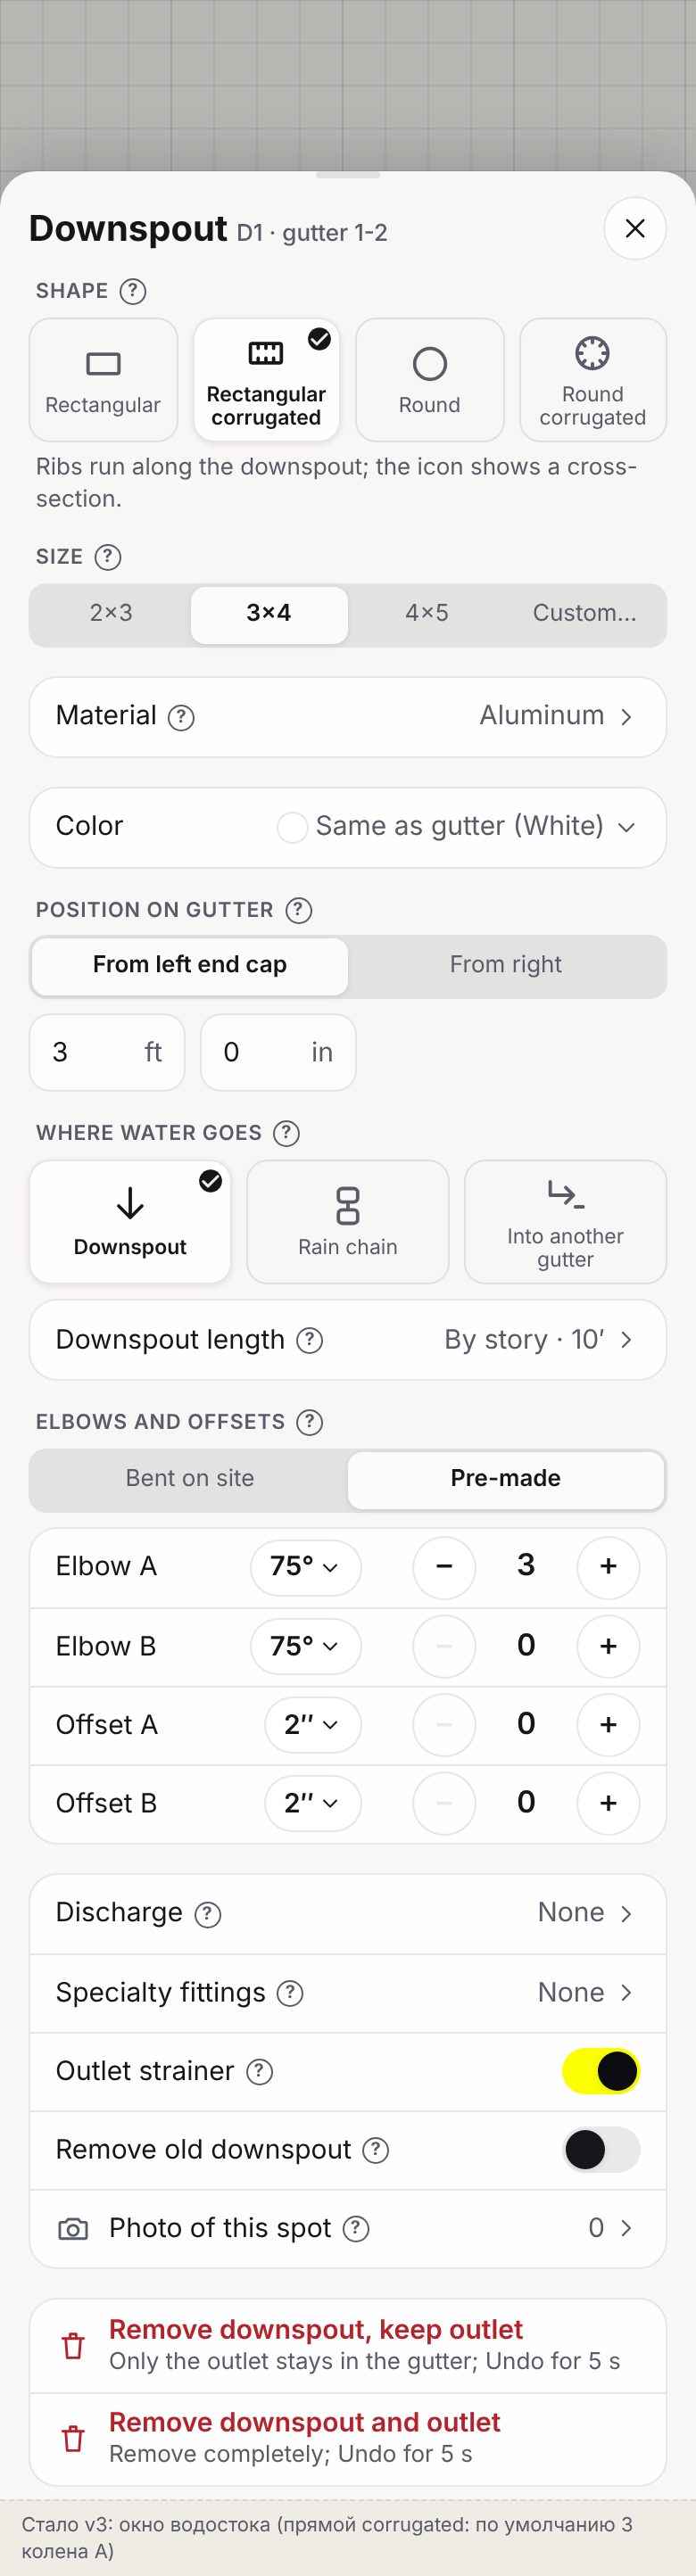 Downspout D1 · gutter 1-2
SHAPE ?
Rectangular
Rectangular
corrugated
Round
Round
corrugated
Ribs run along the downspout; the icon shows a cross-
section.
SIZE ?
2×3 3×4 4×5 Custom...
Material ? Aluminum
Color Same as gutter (White)
POSITION ON GUTTER ?
From left end cap From right
3 ft 0 in
WHERE WATER GOES ?
Downspout
Rain chain
Into another
gutter
Downspout length ? By story · 10′
ELBOWS AND OFFSETS ?
Bent on site Pre-made
Elbow A 75° − 3 +
Elbow B 75° − 0 +
Offset A 2″ − 0 +
Offset B 2″ − 0 +
Discharge ? None
Specialty fittings ? None
Outlet strainer ?
Remove old downspout ?
Photo of this spot ? 0
Remove downspout, keep outlet
Only the outlet stays in the gutter; Undo for 5 s
Remove downspout and outlet
Remove completely; Undo for 5 s
Стало v3: окно водостока (прямой corrugated: по умолчанию 3
колена A)